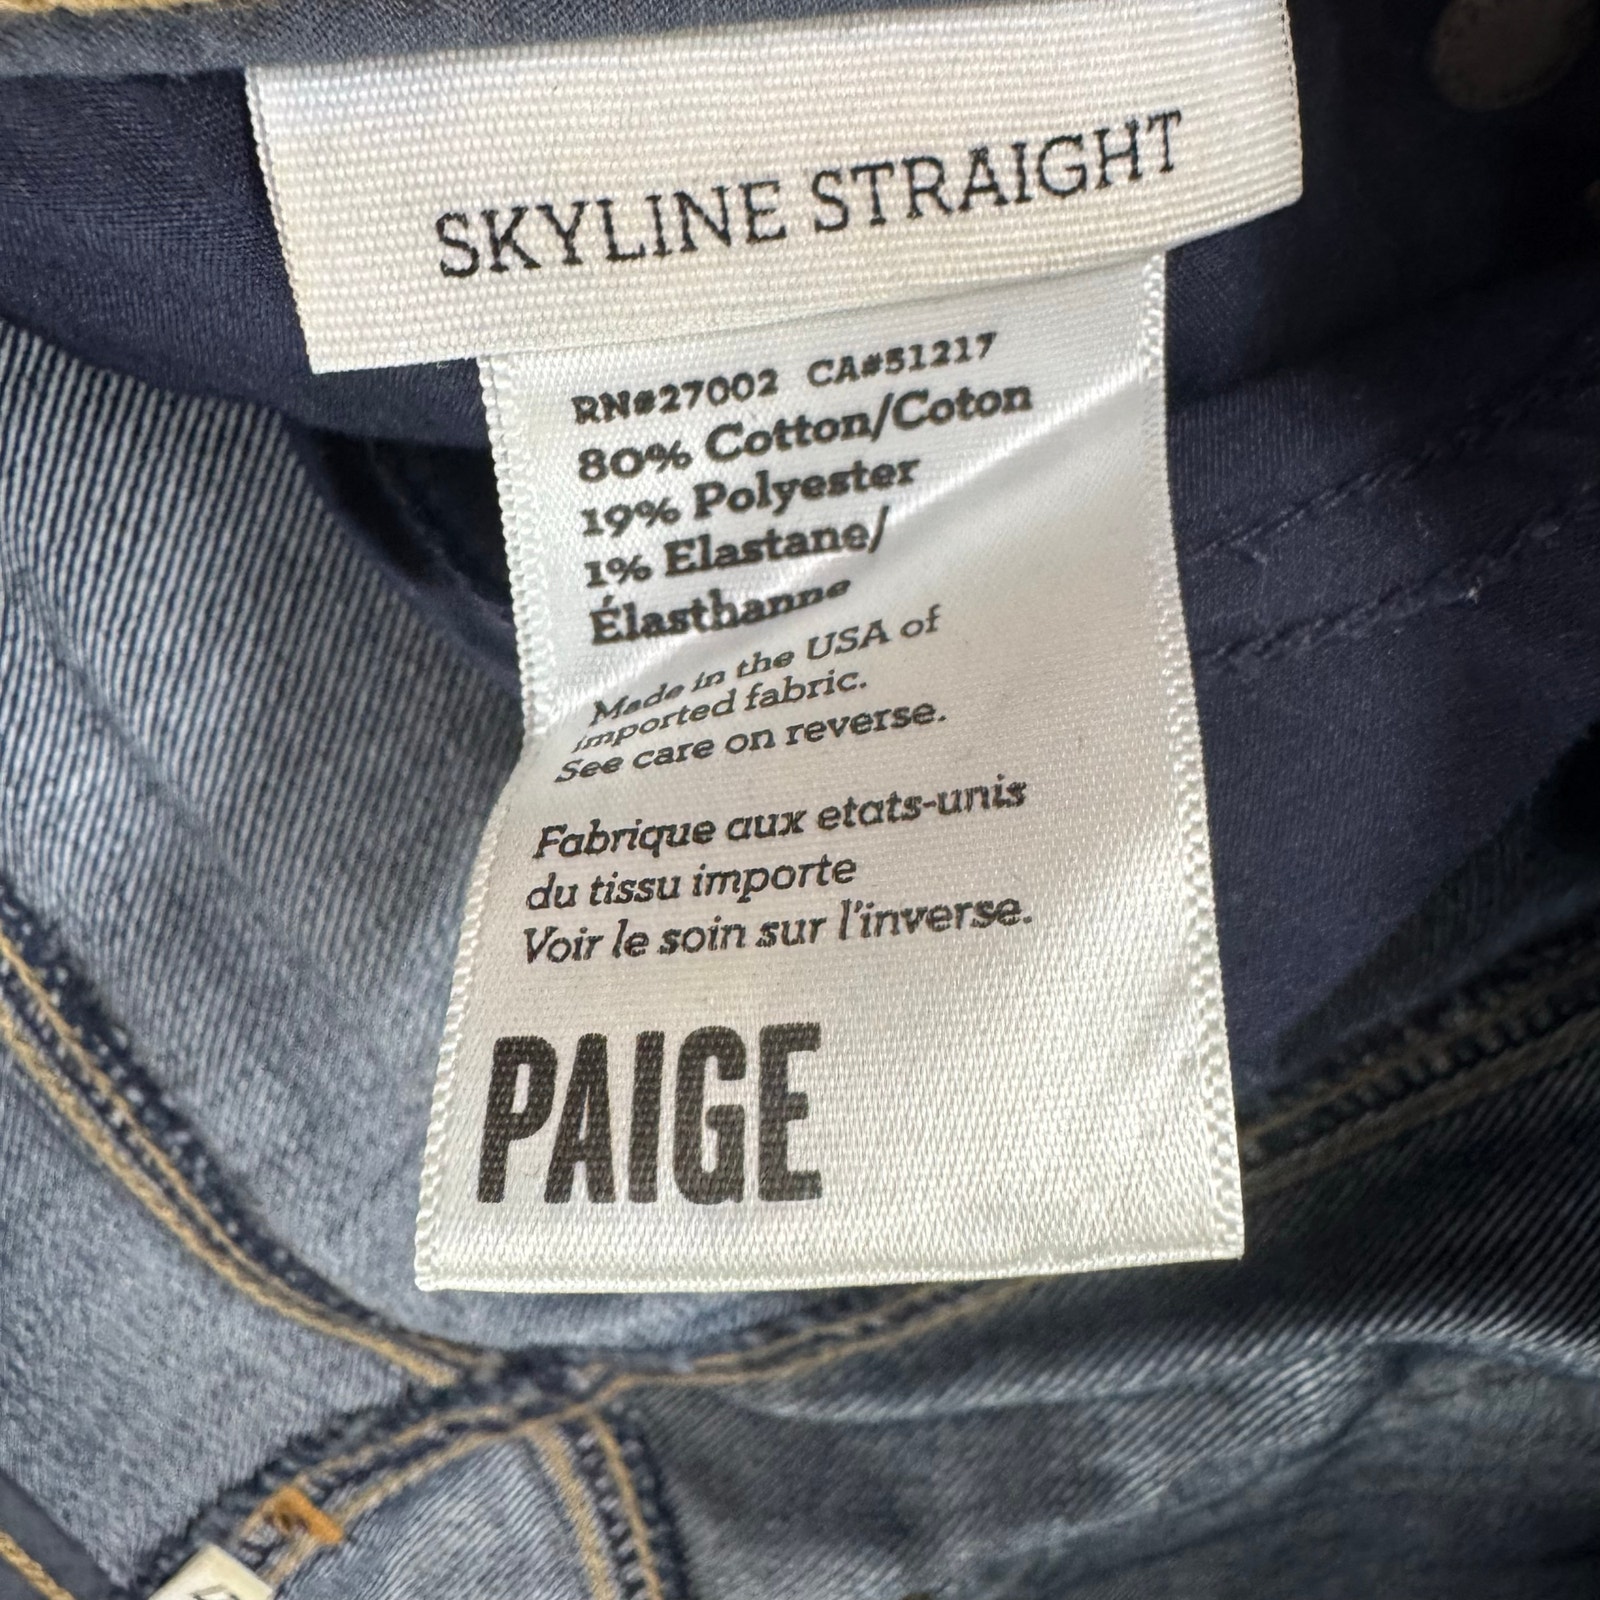 SKYLINE STRAIGHT
RN#27002 CA#51217
80% Cotton/Coton
19% Polyester
1% Elastane/
Élasthanne
Made in the USA of
imported fabric.
See care on reverse.
Fabrique aux etats-unis
du tissu importe
Voir le soin sur l'inverse.
PAIGE